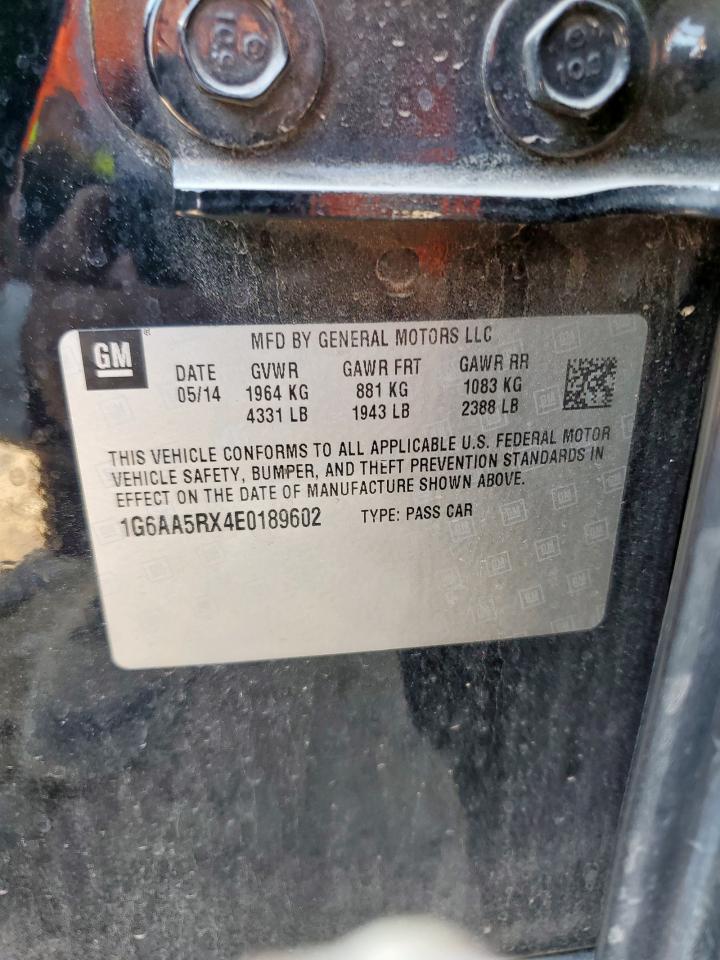 GM
MFD BY GENERAL MOTORS LLC
DATE GVWR GAWR FRT GAWR RR
05/14 1964 KG 881 KG 1083 KG
4331 LB 1943 LB 2388 LB
THIS VEHICLE CONFORMS TO ALL APPLICABLE U.S. FEDERAL MOTOR
VEHICLE SAFETY, BUMPER, AND THEFT PREVENTION STANDARDS IN
EFFECT ON THE DATE OF MANUFACTURE SHOWN ABOVE.
1G6AA5RX4E0189602 TYPE: PASS CAR